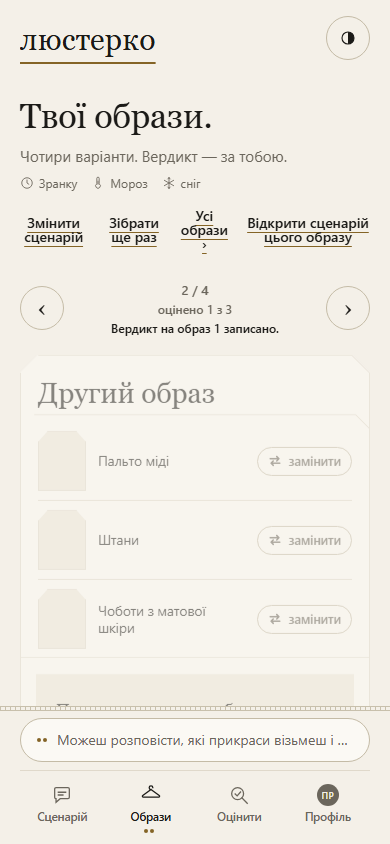 люстерко
Твої образи.
Чотири варіанти. Вердикт — за тобою.
Зранку Мороз сніг
Змінити сценарій
Зібрати ще раз
Усі образи ›
Відкрити сценарій цього образу
2 / 4
оцінено 1 з 3
Вердикт на образ 1 записано.
Другий образ
Пальто міді
замінити
Штани
замінити
Чоботи з матової
шкіри
замінити
Можеш розповісти, які прикраси візьмеш і ...
Сценарій
Образи
Оцінити
ПР
Профіль